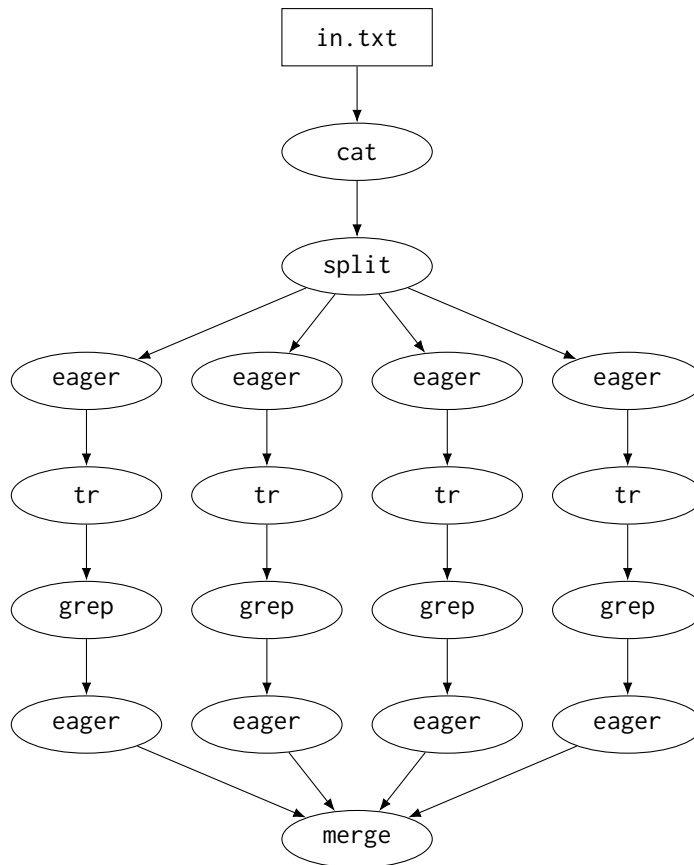 in.txt
cat
split
eager eager eager eager
tr tr tr tr
grep grep grep grep
eager eager eager eager
merge